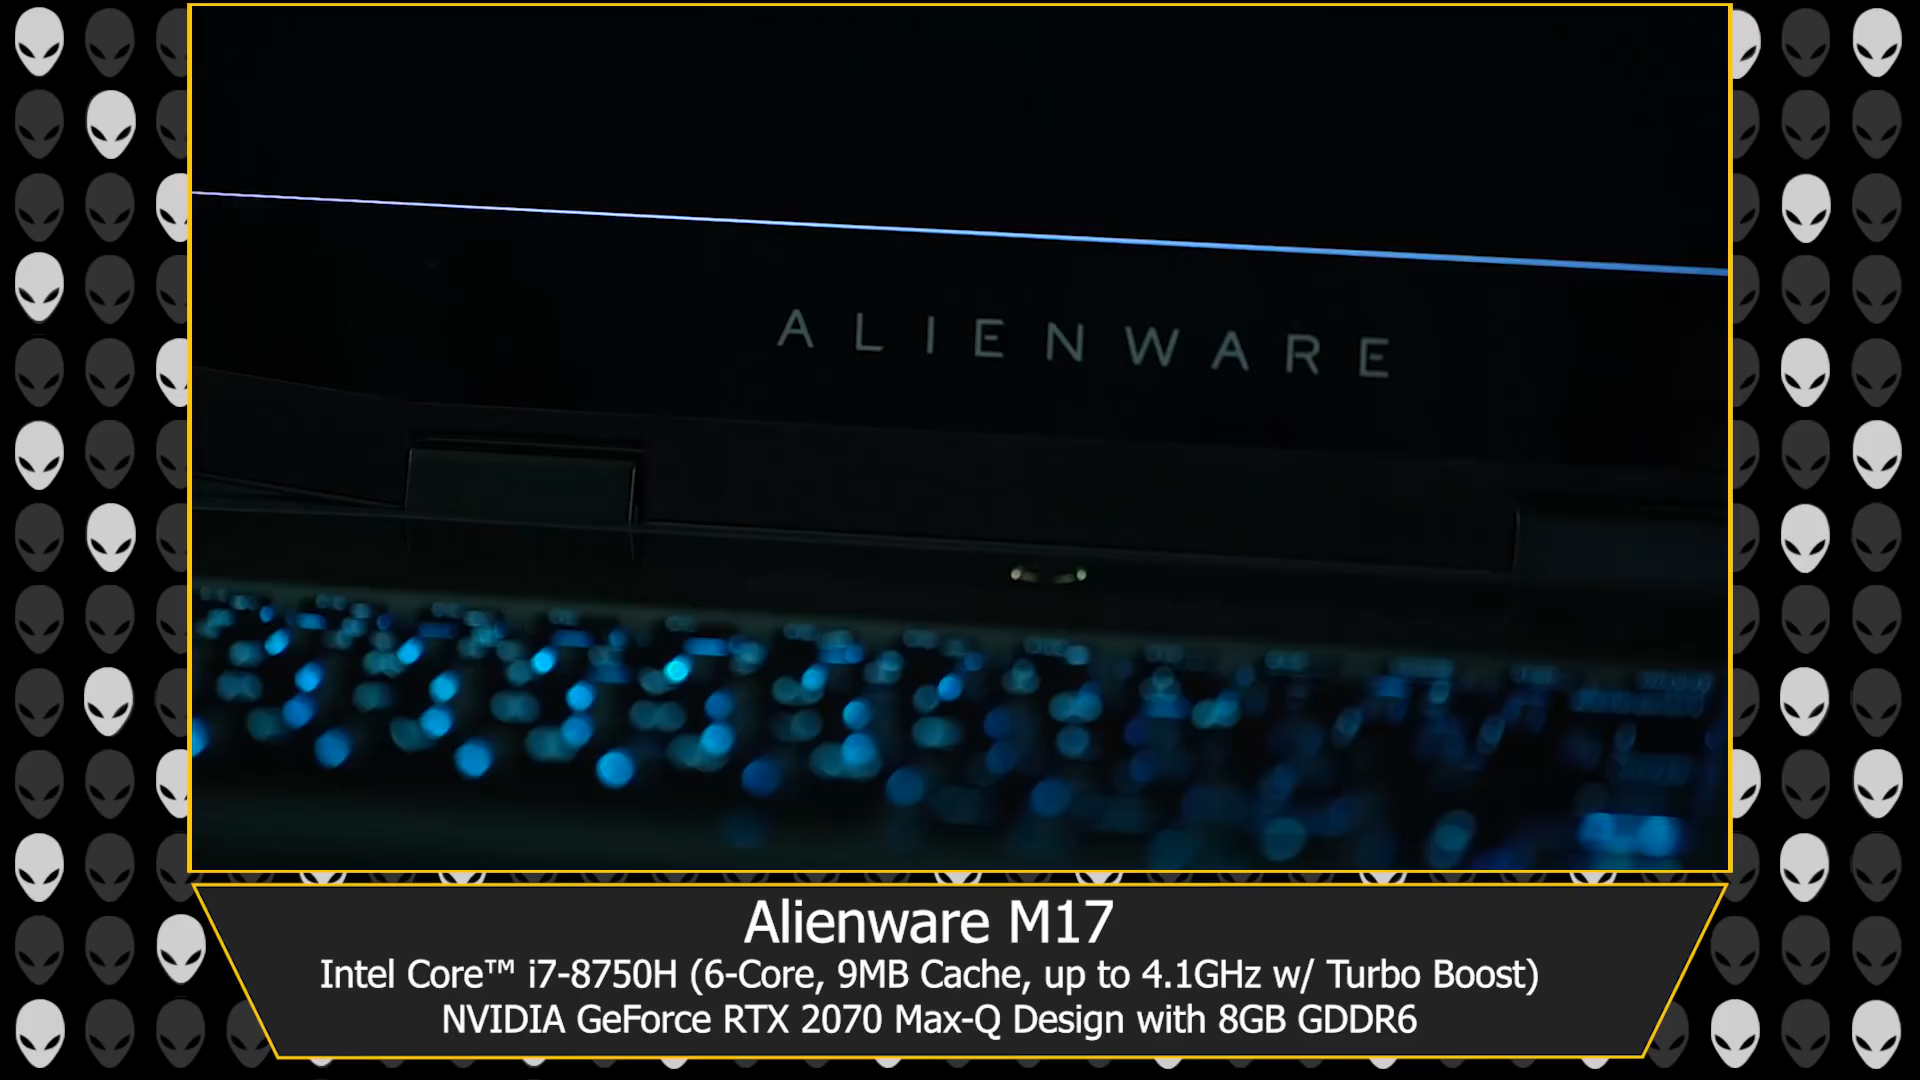 ALIENWARE
Alienware M17
Intel Core™ i7-8750H (6-Core, 9MB Cache, up to 4.1GHz w/ Turbo Boost)
NVIDIA GeForce RTX 2070 Max-Q Design with 8GB GDDR6